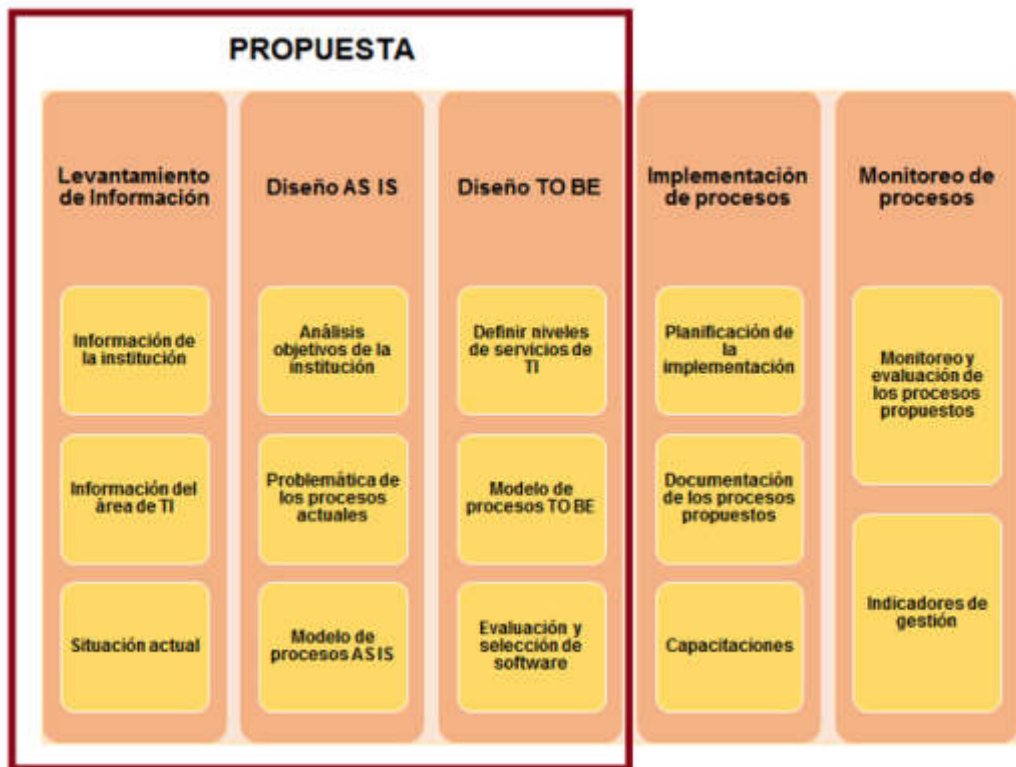 PROPUESTA
Levantamiento
de Información
Información de
la institución
Información del
área de TI
Situación actual
Diseño AS IS
Análisis
objetivos de la
institución
Problemática de
los procesos
actuales
Modelo de
procesos AS IS
Diseño TO BE
Definir niveles
de servicios de
TI
Modelo de
procesos TO BE
Evaluación y
selección de
software
Implementación
de procesos
Planificación de
la
implementación
Documentación
de los procesos
propuestos
Capacitaciones
Monitoreo de
procesos
Monitoreo y
evaluación de
los procesos
propuestos
Indicadores de
gestión